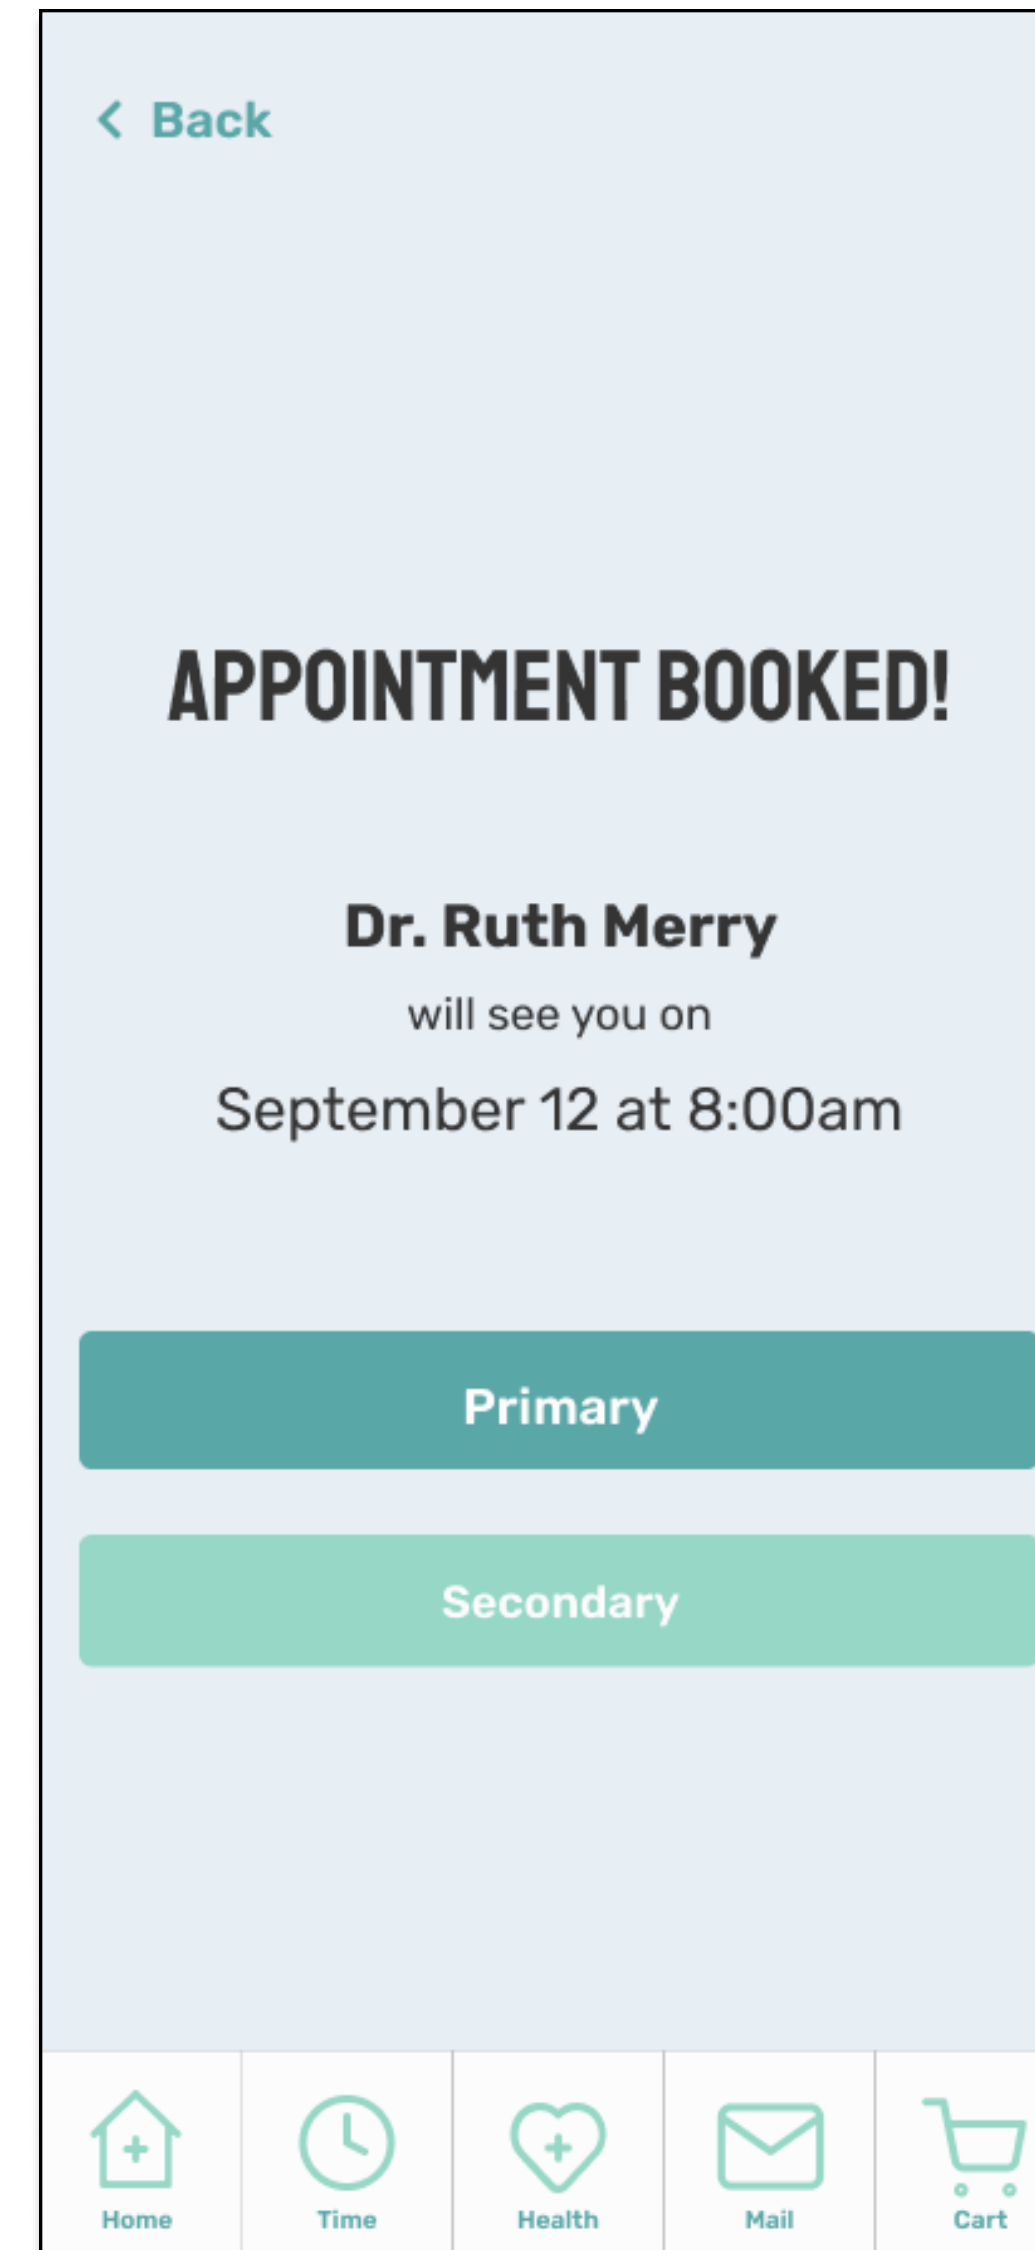 Back
APPOINTMENT BOOKED!
Dr. Ruth Merry
will see you on
September 12 at 8:00am
Primary
Secondary
Home
Time
Health
Mail
Cart